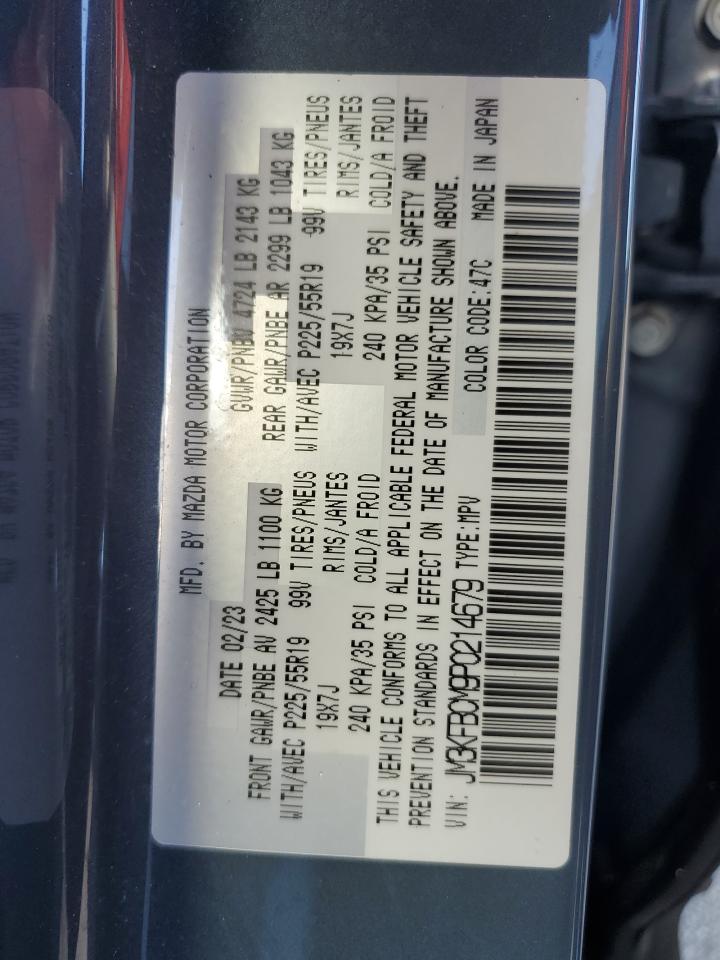 MFD. BY MAZDA MOTOR CORPORATION
DATE 02/23 GVWR/PNBV 4724 LB 2143 KG
FRONT GAWR/PNBE AV 2425 LB 1100 KG REAR GAWR/PNBE AR 2299 LB 1043 KG
WITH/AVEC P225/55R19 99V TIRES/PNEUS WITH/AVEC P225/55R19 99V TIRES/PNEUS
19X7J RIMS/JANTES 19X7J RIMS/JANTES
240 KPA/35 PSI COLD/A FROID 240 KPA/35 PSI COLD/A FROID
THIS VEHICLE CONFORMS TO ALL APPLICABLE FEDERAL MOTOR VEHICLE SAFETY AND THEFT
PREVENTION STANDARDS IN EFFECT ON THE DATE OF MANUFACTURE SHOWN ABOVE.
VIN: JM3KFBCM9P0214679 TYPE:MPV COLOR CODE:47C MADE IN JAPAN